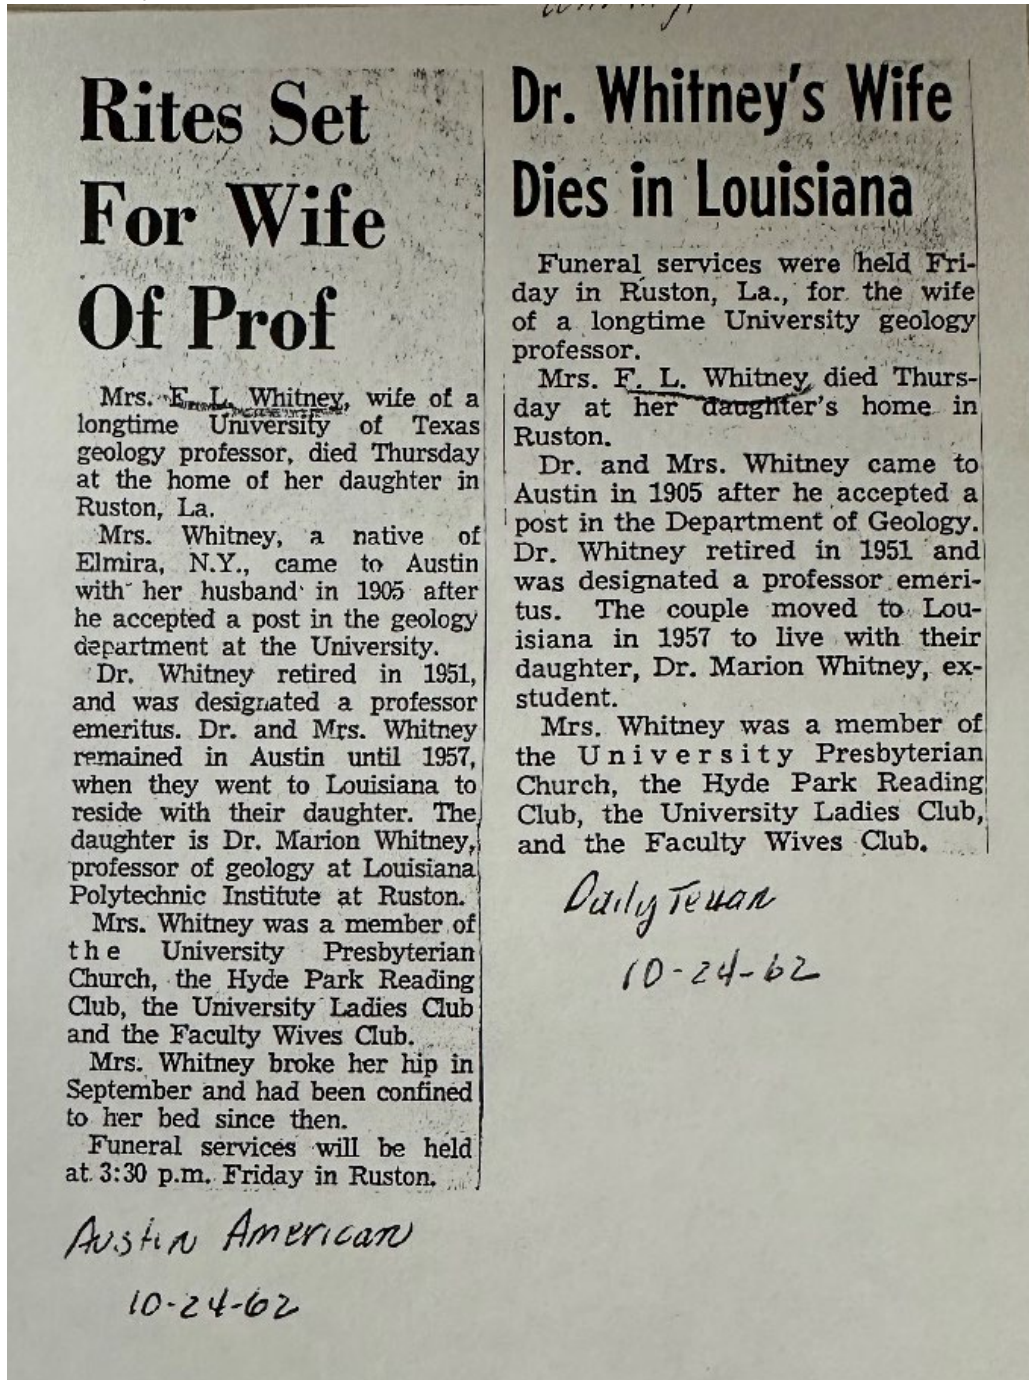 Rites Set
For Wife
Of Prof
Mrs. E. L. Whitney, wife of a
longtime University of Texas
geology professor, died Thursday
at the home of her daughter in
Ruston, La.
Mrs. Whitney, a native of
Elmira, N.Y., came to Austin
with her husband in 1905 after
he accepted a post in the geology
department at the University.
Dr. Whitney retired in 1951,
and was designated a professor
emeritus. Dr. and Mrs. Whitney
remained in Austin until 1957,
when they went to Louisiana to
reside with their daughter. The
daughter is Dr. Marion Whitney,
professor of geology at Louisiana
Polytechnic Institute at Ruston.
Mrs. Whitney was a member of
the University Presbyterian
Church, the Hyde Park Reading
Club, the University Ladies Club
and the Faculty Wives Club.
Mrs. Whitney broke her hip in
September and had been confined
to her bed since then.
Funeral services will be held
at 3:30 p.m. Friday in Ruston.
Austin American
10-24-62
Dr. Whitney's Wife
Dies in Louisiana
Funeral services were held Fri-
day in Ruston, La., for the wife
of a longtime University geology
professor.
Mrs. F. L. Whitney died Thurs-
day at her daughter's home in
Ruston.
Dr. and Mrs. Whitney came to
Austin in 1905 after he accepted a
post in the Department of Geology.
Dr. Whitney retired in 1951 and
was designated a professor emeri-
tus. The couple moved to Lou-
isiana in 1957 to live with their
daughter, Dr. Marion Whitney, ex-
student.
Mrs. Whitney was a member of
the University Presbyterian
Church, the Hyde Park Reading
Club, the University Ladies Club,
and the Faculty Wives Club.
Daily Texan
10-24-62